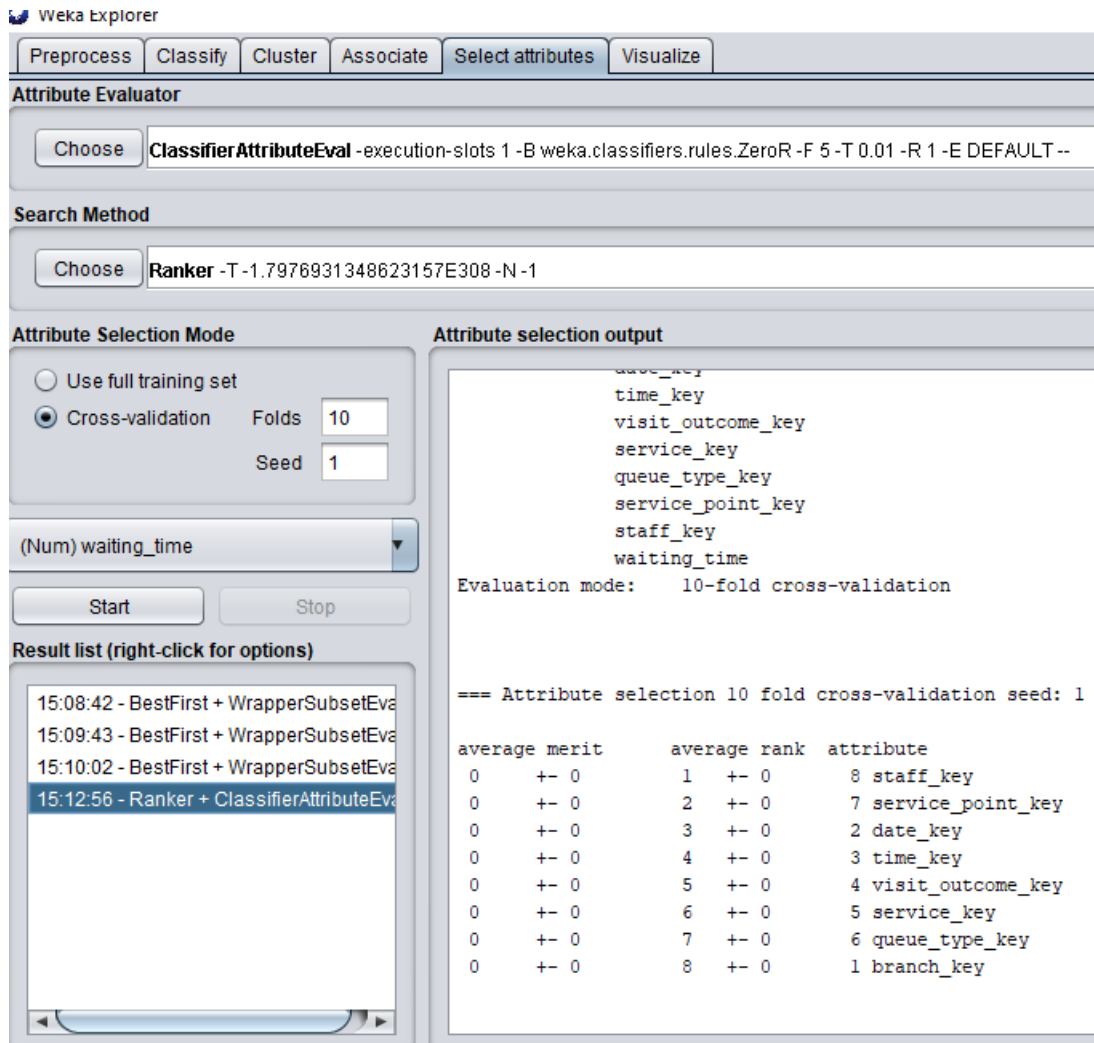 Weka Explorer
Preprocess Classify Cluster Associate Select attributes Visualize
Attribute Evaluator
Choose ClassifierAttributeEval -execution-slots 1 -B weka.classifiers.rules.ZeroR -F 5 -T 0.01 -R 1 -E DEFAULT --
Search Method
Choose Ranker -T -1.7976931348623157E308 -N -1
Attribute Selection Mode
Use full training set
Cross-validation Folds 10
Seed 1
(Num) waiting_time
Start Stop
Result list (right-click for options)
15:08:42 - BestFirst + WrapperSubsetEva
15:09:43 - BestFirst + WrapperSubsetEva
15:10:02 - BestFirst + WrapperSubsetEva
15:12:56 - Ranker + ClassifierAttributeEva
Attribute selection output
date_key
time_key
visit_outcome_key
service_key
queue_type_key
service_point_key
staff_key
waiting_time
Evaluation mode: 10-fold cross-validation
=== Attribute selection 10 fold cross-validation seed: 1
average merit average rank attribute
0 +- 0 1 +- 0 8 staff_key
0 +- 0 2 +- 0 7 service_point_key
0 +- 0 3 +- 0 2 date_key
0 +- 0 4 +- 0 3 time_key
0 +- 0 5 +- 0 4 visit_outcome_key
0 +- 0 6 +- 0 5 service_key
0 +- 0 7 +- 0 6 queue_type_key
0 +- 0 8 +- 0 1 branch_key